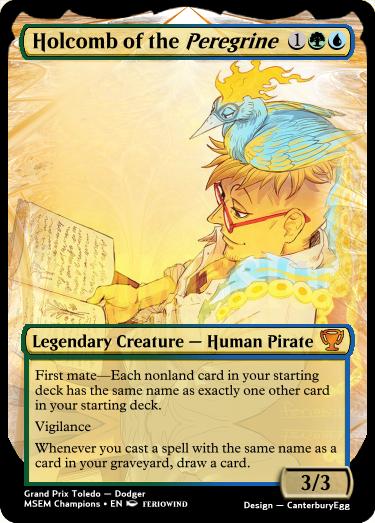 Holcomb of the Peregrine 1
Legendary Creature — Human Pirate
First mate—Each nonland card in your starting
deck has the same name as exactly one other card
in your starting deck.
Vigilance
Whenever you cast a spell with the same name as a
card in your graveyard, draw a card.
3/3
Grand Prix Toledo — Dodger
MSEM Champions • EN FERIOWIND
Design — CanterburyEgg